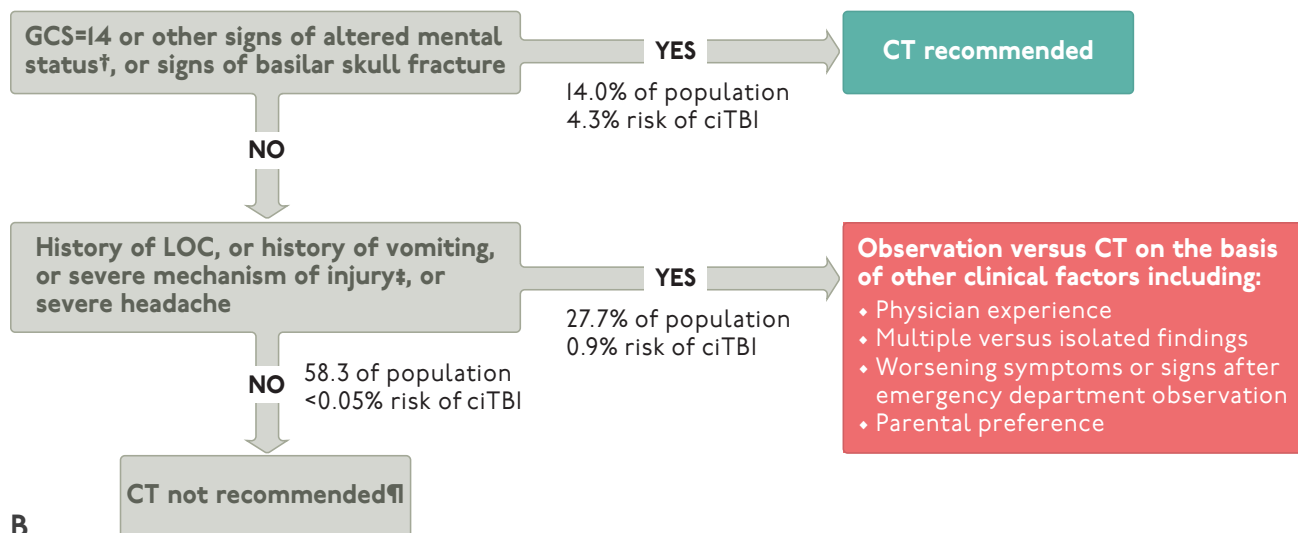 GCS=14 or other signs of altered mental
status†, or signs of basilar skull fracture
YES
14.0% of population
4.3% risk of ciTBI
CT recommended
NO
History of LOC, or history of vomiting,
or severe mechanism of injury‡, or
severe headache
YES
27.7% of population
0.9% risk of ciTBI
Observation versus CT on the basis
of other clinical factors including:
• Physician experience
• Multiple versus isolated findings
• Worsening symptoms or signs after
emergency department observation
• Parental preference
NO
58.3 of population
<0.05% risk of ciTBI
CT not recommended¶
B